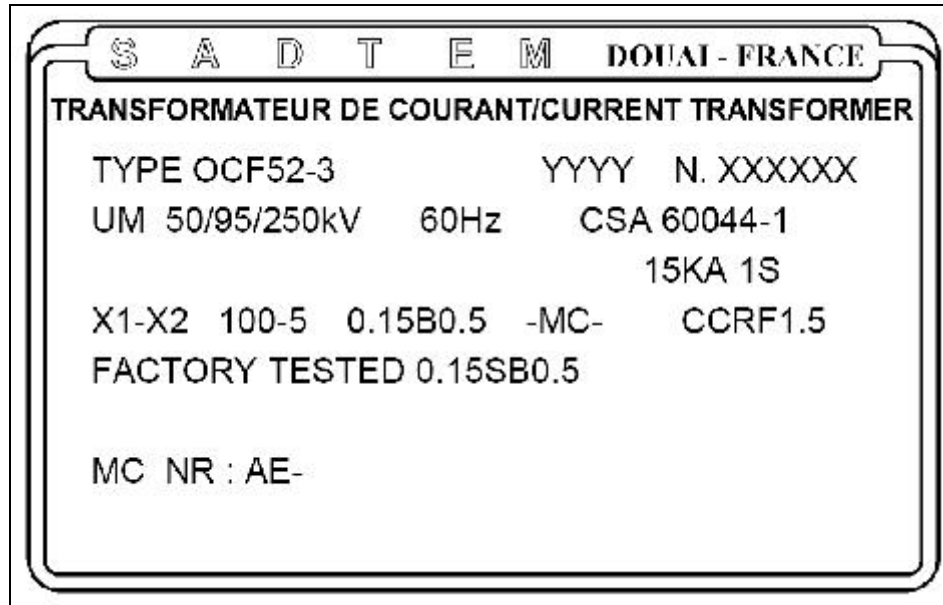 S A D T E M DOUAI - FRANCE
TRANSFORMATEUR DE COURANT/CURRENT TRANSFORMER
TYPE OCF52-3 YYYY N. XXXXXX
UM 50/95/250kV 60Hz CSA 60044-1
15KA 1S
X1-X2 100-5 0.15B0.5 -MC- CCRF1.5
FACTORY TESTED 0.15SB0.5
MC NR : AE-